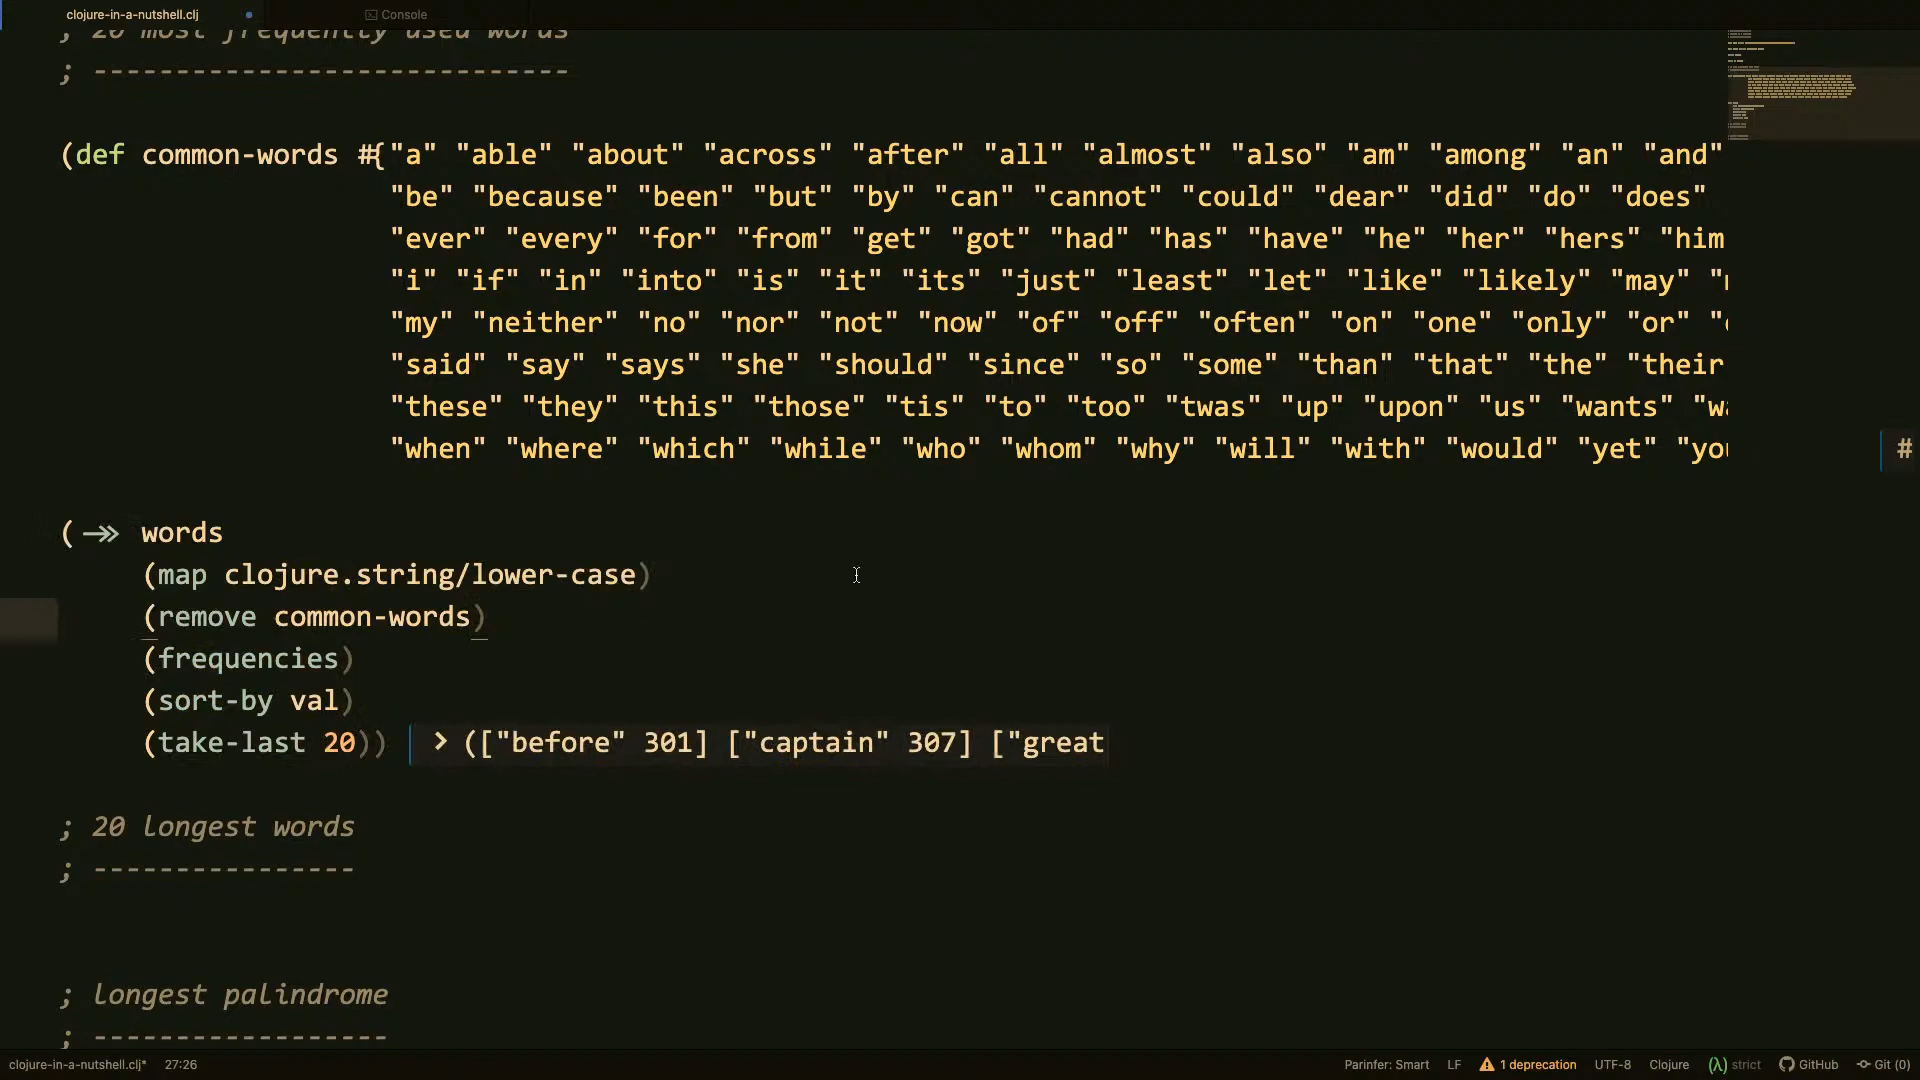 clojure-in-a-nutshell.clj
Console
; 20 most frequently used words
; -----------------------------
(def common-words #{"a" "able" "about" "across" "after" "all" "almost" "also" "am" "among" "an" "and"
"be" "because" "been" "but" "by" "can" "cannot" "could" "dear" "did" "do" "does"
"ever" "every" "for" "from" "get" "got" "had" "has" "have" "he" "her" "hers" "him
"i" "if" "in" "into" "is" "it" "its" "just" "least" "let" "like" "likely" "may"
"my" "neither" "no" "nor" "not" "now" "of" "off" "often" "on" "one" "only" "or"
"said" "say" "says" "she" "should" "since" "so" "some" "than" "that" "the" "their
"these" "they" "this" "those" "tis" "to" "too" "twas" "up" "upon" "us" "wants"
"when" "where" "which" "while" "who" "whom" "why" "will" "with" "would" "yet" "you
#
(->> words
(map clojure.string/lower-case)
(remove common-words)
(frequencies)
(sort-by val)
(take-last 20)) > (["before" 301] ["captain" 307] ["great
; 20 longest words
; ----------------
; longest palindrome
; ------------------
clojure-in-a-nutshell.clj* 27:26 Parinfer: Smart LF 1 deprecation UTF-8 Clojure (λ) strict GitHub Git (0)